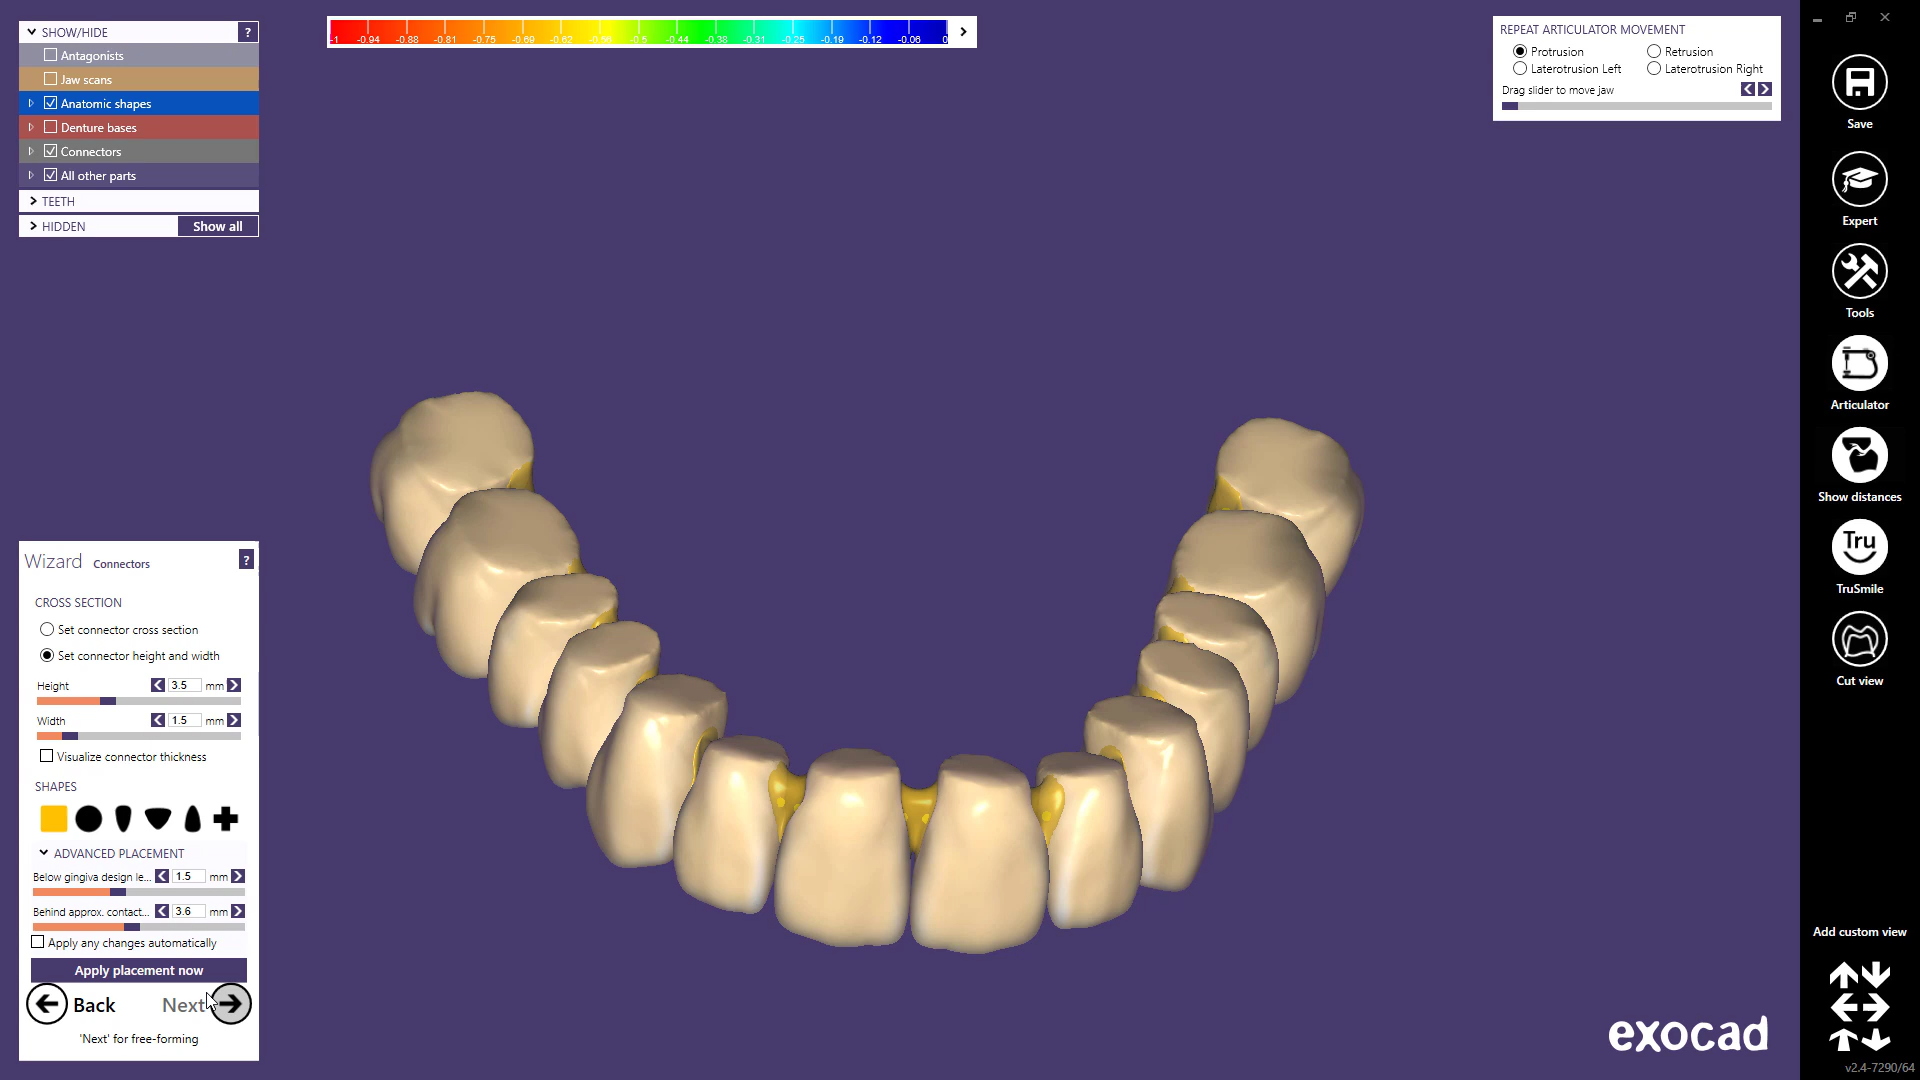 SHOW/HIDE ?
Antagonists
Jaw scans
Anatomic shapes
Denture bases
Connectors
All other parts
TEETH
HIDDEN Show all
-1 -0.94 -0.88 -0.81 -0.75 -0.69 -0.62 -0.56 -0.5 -0.44 -0.38 -0.31 -0.25 -0.19 -0.12 -0.06 0
REPEAT ARTICULATOR MOVEMENT
Protrusion Retrusion
Laterotrusion Left Laterotrusion Right
Drag slider to move jaw
Save
Expert
Tools
Articulator
Show distances
Tru
TruSmile
Cut view
Add custom view
v2.4-7290/64
Wizard Connectors ?
CROSS SECTION
Set connector cross section
Set connector height and width
Height 3.5 mm
Width 1.5 mm
Visualize connector thickness
SHAPES
ADVANCED PLACEMENT
Below gingiva design le... 1.5 mm
Behind approx. contact... 3.6 mm
Apply any changes automatically
Apply placement now
Back Next
'Next' for free-forming
exocad